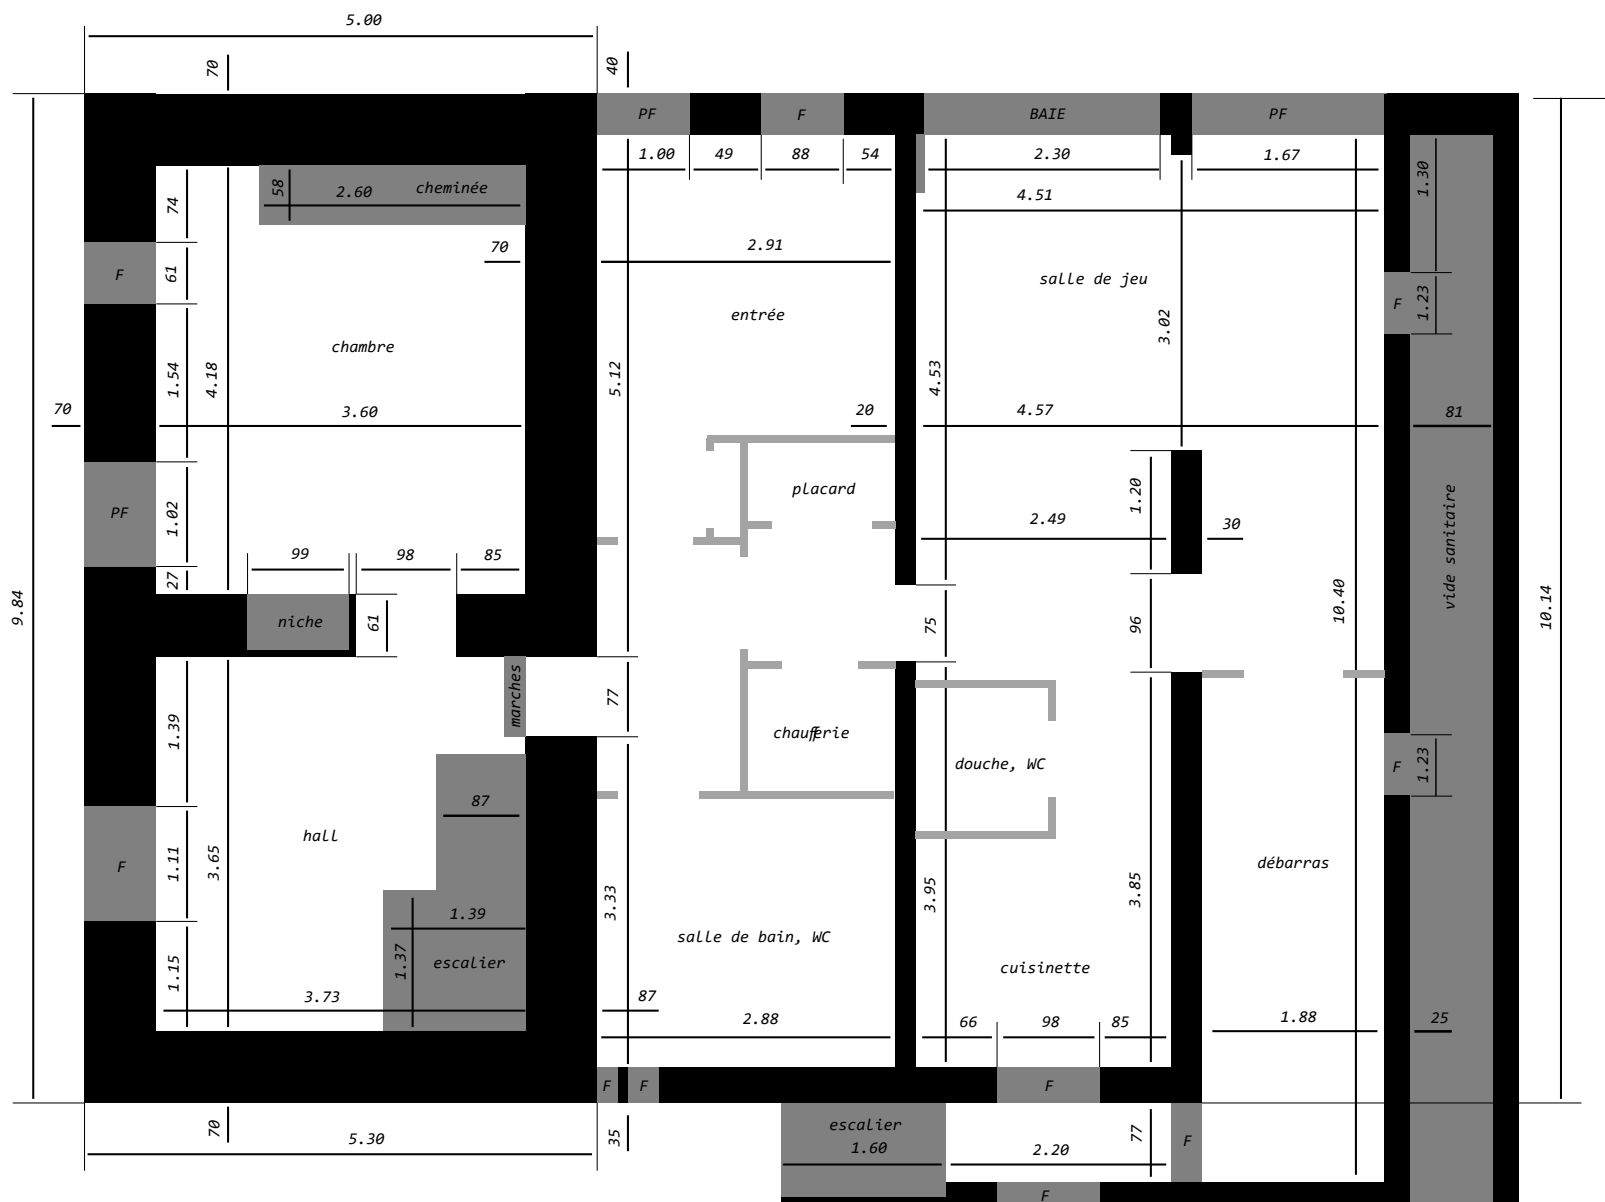 5.00
70
40
PF
F
BAIE
PF
1.00
49
88
54
2.30
1.67
58
2.60
cheminée
74
1.30
4.51
70
2.91
F
61
salle de jeu
F
1.23
entrée
3.02
chambre
1.54
4.18
5.12
4.53
70
3.60
20
4.57
81
placard
1.20
PF
1.02
2.49
30
vide sanitaire
99
98
85
27
9.84
10.40
10.14
niche
61
75
96
marches
77
1.39
chaufferie
douche, WC
F
1.23
87
hall
F
1.11
3.65
débarras
3.33
3.95
3.85
1.39
salle de bain, WC
1.37
escalier
1.15
cuisinette
3.73
87
2.88
66
98
85
1.88
25
F
F
F
70
5.30
35
escalier
1.60
2.20
77
F
F